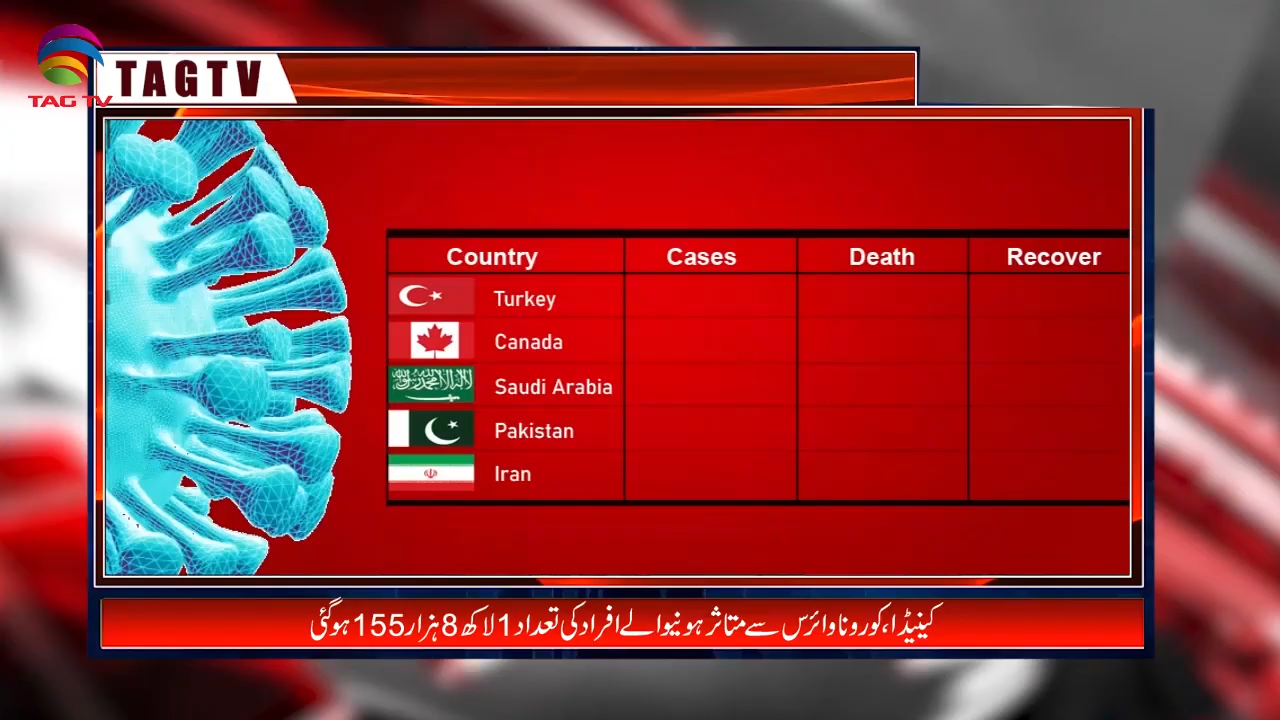 TAGTV
TAG TV
Country Cases Death Recover
Turkey
Canada
Saudi Arabia
Pakistan
Iran
کینیڈا،کورونا وائرس سے متاثر ہونیوالے افراد کی تعداد 1 لاکھ 8 ہزار 155 ہوگئی